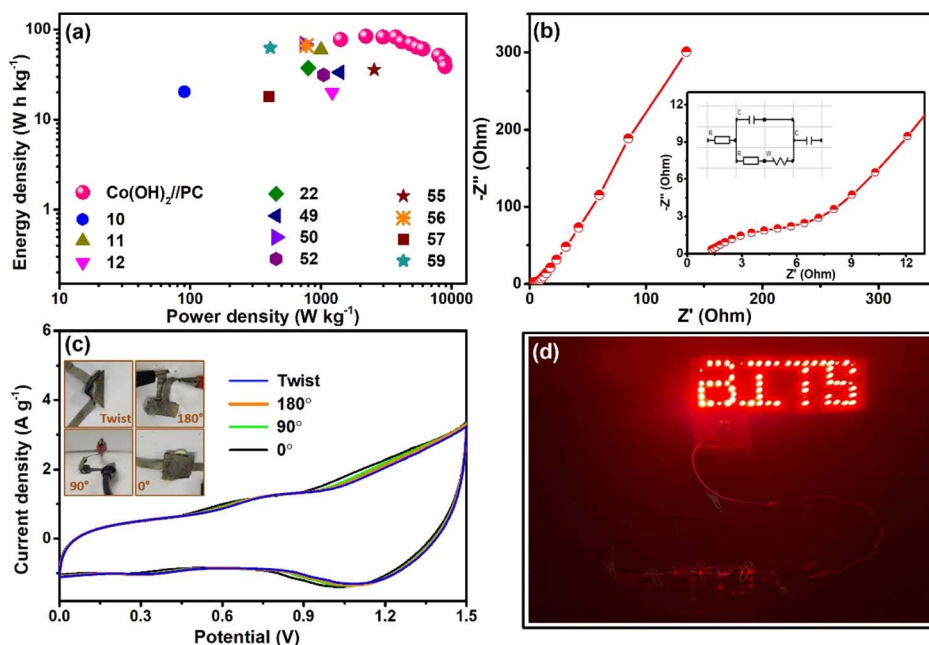 (a)
Energy density (W h kg⁻¹)
100
10
1
Co(OH)₂//PC
10
11
12
22
49
50
52
55
56
57
59
10 100 1000 10000
Power density (W kg⁻¹)
(b)
-Z'' (Ohm)
300
200
100
0
0 100 200 300
Z' (Ohm)
-Z'' (Ohm)
12
9
6
3
0
0 3 6 9 12
Z' (Ohm)
C
R
C
R
W
(c)
Current density (A g⁻¹)
6
4
2
0
0.0 0.3 0.6 0.9 1.2 1.5
Potential (V)
Twist
180°
90°
0°
Twist
180°
90°
0°
(d)
BITS